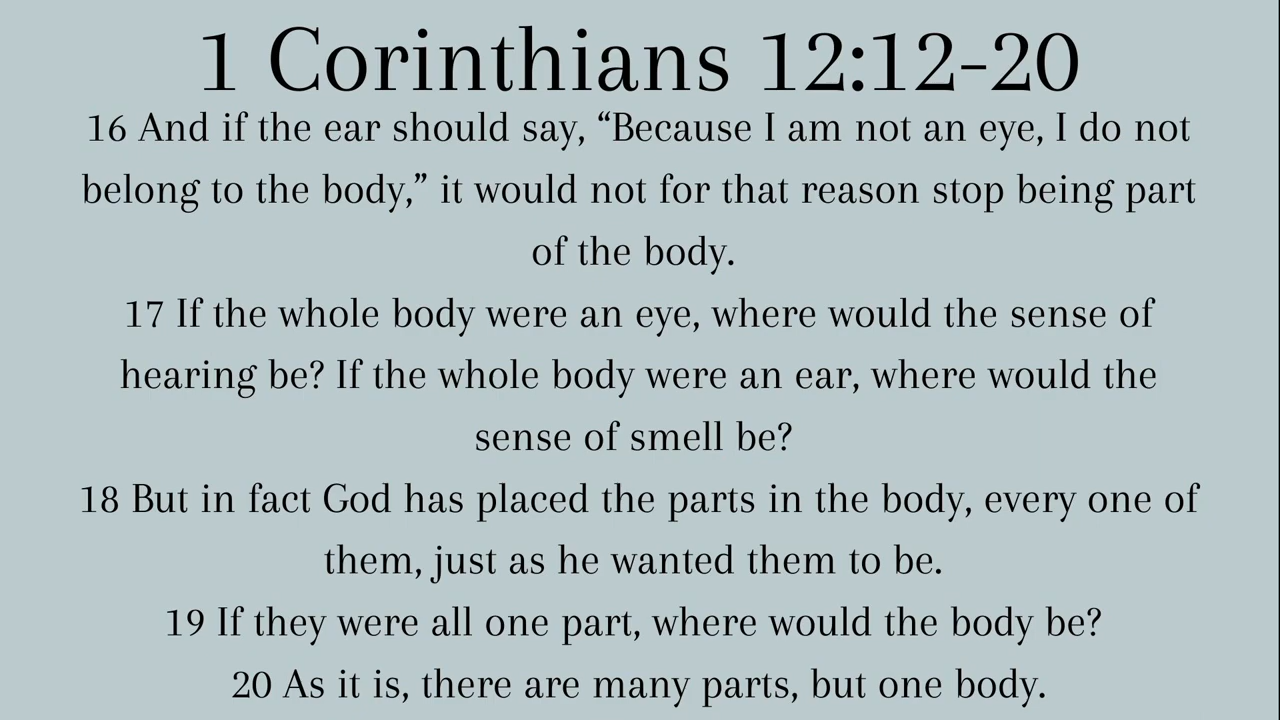 1 Corinthians 12:12-20
16 And if the ear should say, “Because I am not an eye, I do not
belong to the body,” it would not for that reason stop being part
of the body.
17 If the whole body were an eye, where would the sense of
hearing be? If the whole body were an ear, where would the
sense of smell be?
18 But in fact God has placed the parts in the body, every one of
them, just as he wanted them to be.
19 If they were all one part, where would the body be?
20 As it is, there are many parts, but one body.